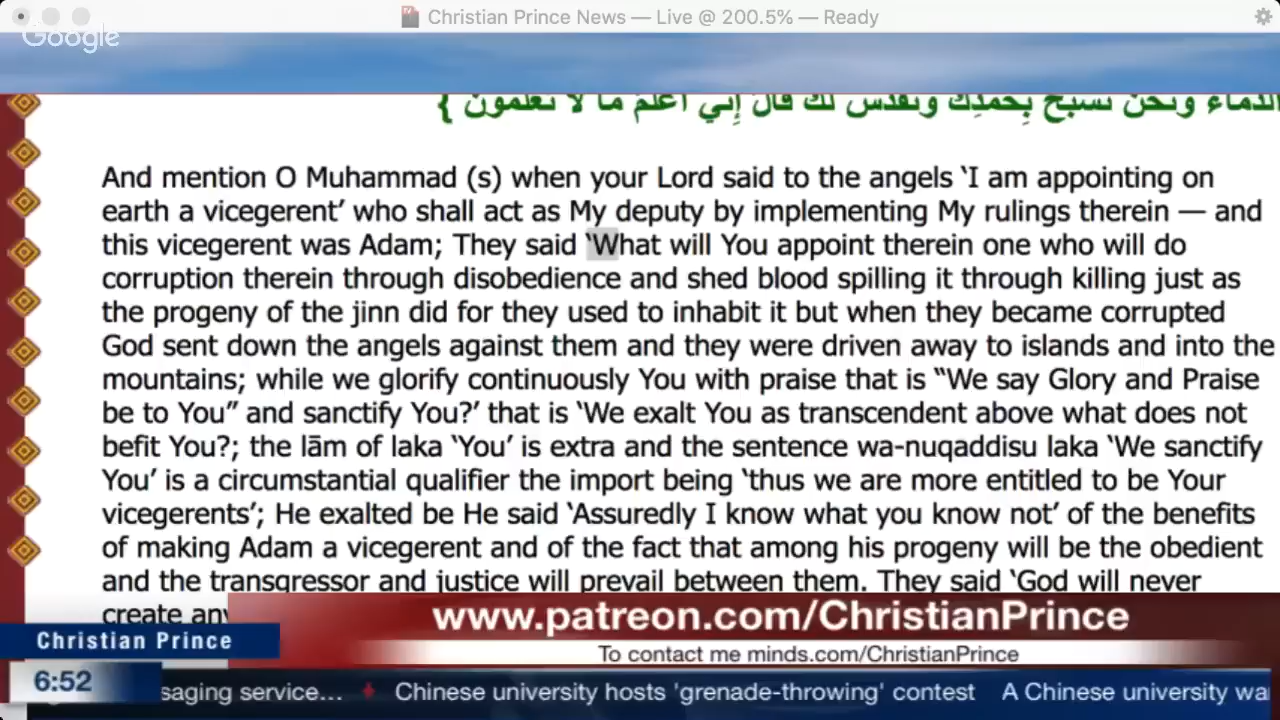 Christian Prince News — Live @ 200.5% — Ready
Google
الدماء ونحن نسبح بِحَمْدِكَ ونقدس لك قال إِنِّي أعلم ما لا تعلمون }
And mention O Muhammad (s) when your Lord said to the angels ‘I am appointing on
earth a vicegerent’ who shall act as My deputy by implementing My rulings therein — and
this vicegerent was Adam; They said ‘What will You appoint therein one who will do
corruption therein through disobedience and shed blood spilling it through killing just as
the progeny of the jinn did for they used to inhabit it but when they became corrupted
God sent down the angels against them and they were driven away to islands and into the
mountains; while we glorify continuously You with praise that is “We say Glory and Praise
be to You” and sanctify You?’ that is ‘We exalt You as transcendent above what does not
befit You?; the lām of laka ‘You’ is extra and the sentence wa-nuqaddisu laka ‘We sanctify
You’ is a circumstantial qualifier the import being ‘thus we are more entitled to be Your
vicegerents’; He exalted be He said ‘Assuredly I know what you know not’ of the benefits
of making Adam a vicegerent and of the fact that among his progeny will be the obedient
and the transgressor and justice will prevail between them. They said ‘God will never
create any
www.patreon.com/ChristianPrince
Christian Prince
To contact me minds.com/ChristianPrince
6:52
saging service... Chinese university hosts 'grenade-throwing' contest A Chinese university wa